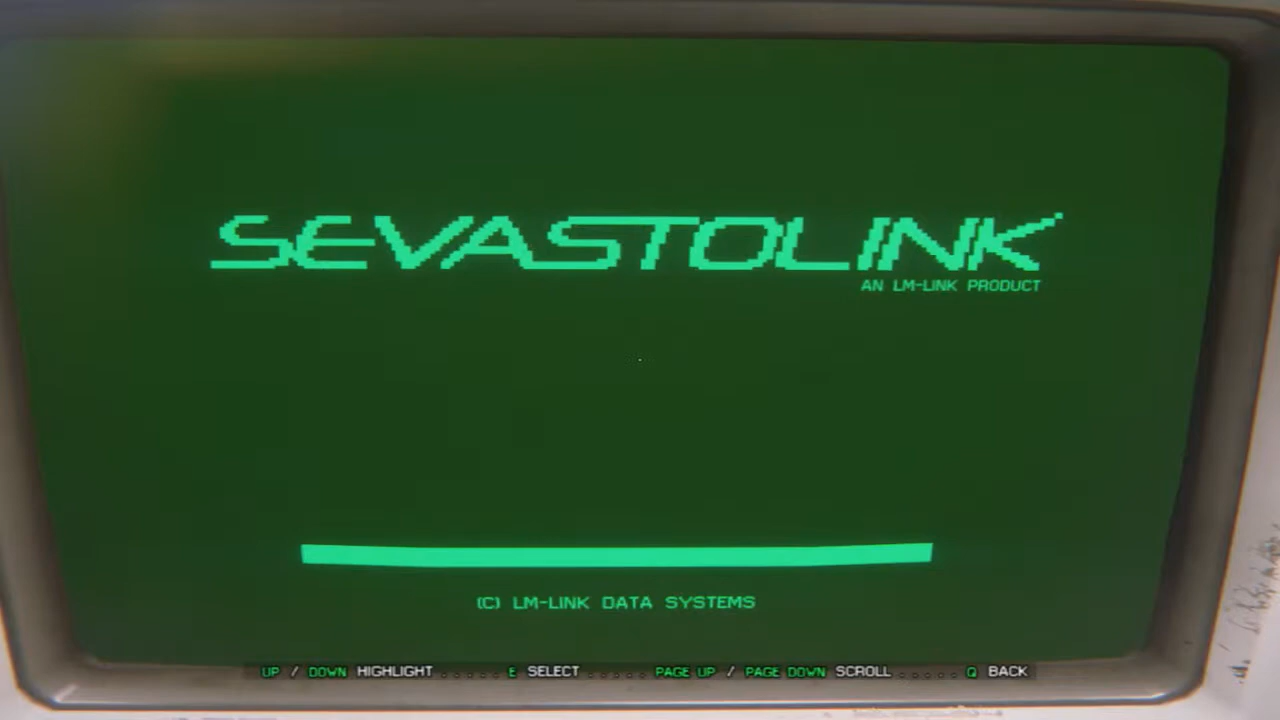 SEVASTOLINK
AN LM-LINK PRODUCT
(C) LM-LINK DATA SYSTEMS
UP / DOWN HIGHLIGHT ..... E SELECT ..... PAGE UP / PAGE DOWN SCROLL ..... Q BACK